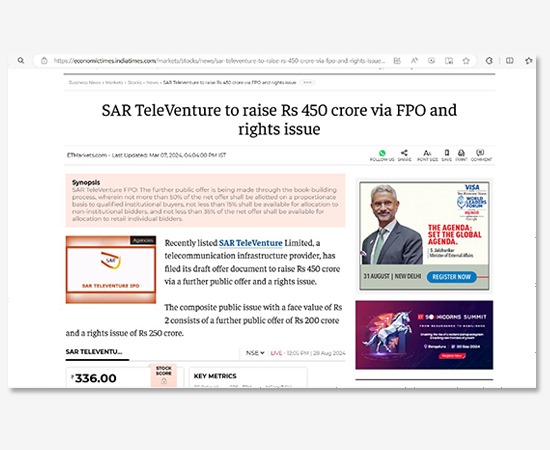 https://economictimes.indiatimes.com/markets/stocks/news/sar-televenture-to-raise-rs-450-crore-via-fpo-and-rights-issue...
Business News › Markets › Stocks › News › SAR TeleVenture to raise Rs 450 crore via FPO and rights issue
SAR TeleVenture to raise Rs 450 crore via FPO and
rights issue
ETMarkets.com • Last Updated: Mar 07, 2024, 04:04:00 PM IST
FOLLOW US SHARE FONT SIZE SAVE PRINT COMMENT
Synopsis
SAR TeleVenture FPO: The further public offer is being made through the book-building
process, wherein not more than 50% of the net offer shall be allotted on a proportionate
basis to qualified institutional buyers, not less than 15% shall be available for allocation to
non-institutional bidders, and not less than 35% of the net offer shall be available for
allocation to retail individual bidders.
Agencies
SAR
SAR TELEVENTURE IPO
Recently listed SAR TeleVenture Limited, a
telecommunication infrastructure provider, has
filed its draft offer document to raise Rs 450 crore
via a further public offer and a rights issue.
The composite public issue with a face value of Rs
2 consists of a further public offer of Rs 200 crore
and a rights issue of Rs 250 crore.
SAR TELEVENTU...
NSE LIVE • 12:05 PM | 28 Aug 2024
₹336.00
STOCK
SCORE
KEY METRICS
VISA
WORLD
LEADERS
FORUM
THE AGENDA:
SET THE GLOBAL
AGENDA.
S. Jaishankar
Minister of External Affairs
31 AUGUST | NEW DELHI
REGISTER NOW
ET SOONICORNS SUMMIT
FROM RESURGENCE TO RESILIENCE
Bengaluru
Register Now